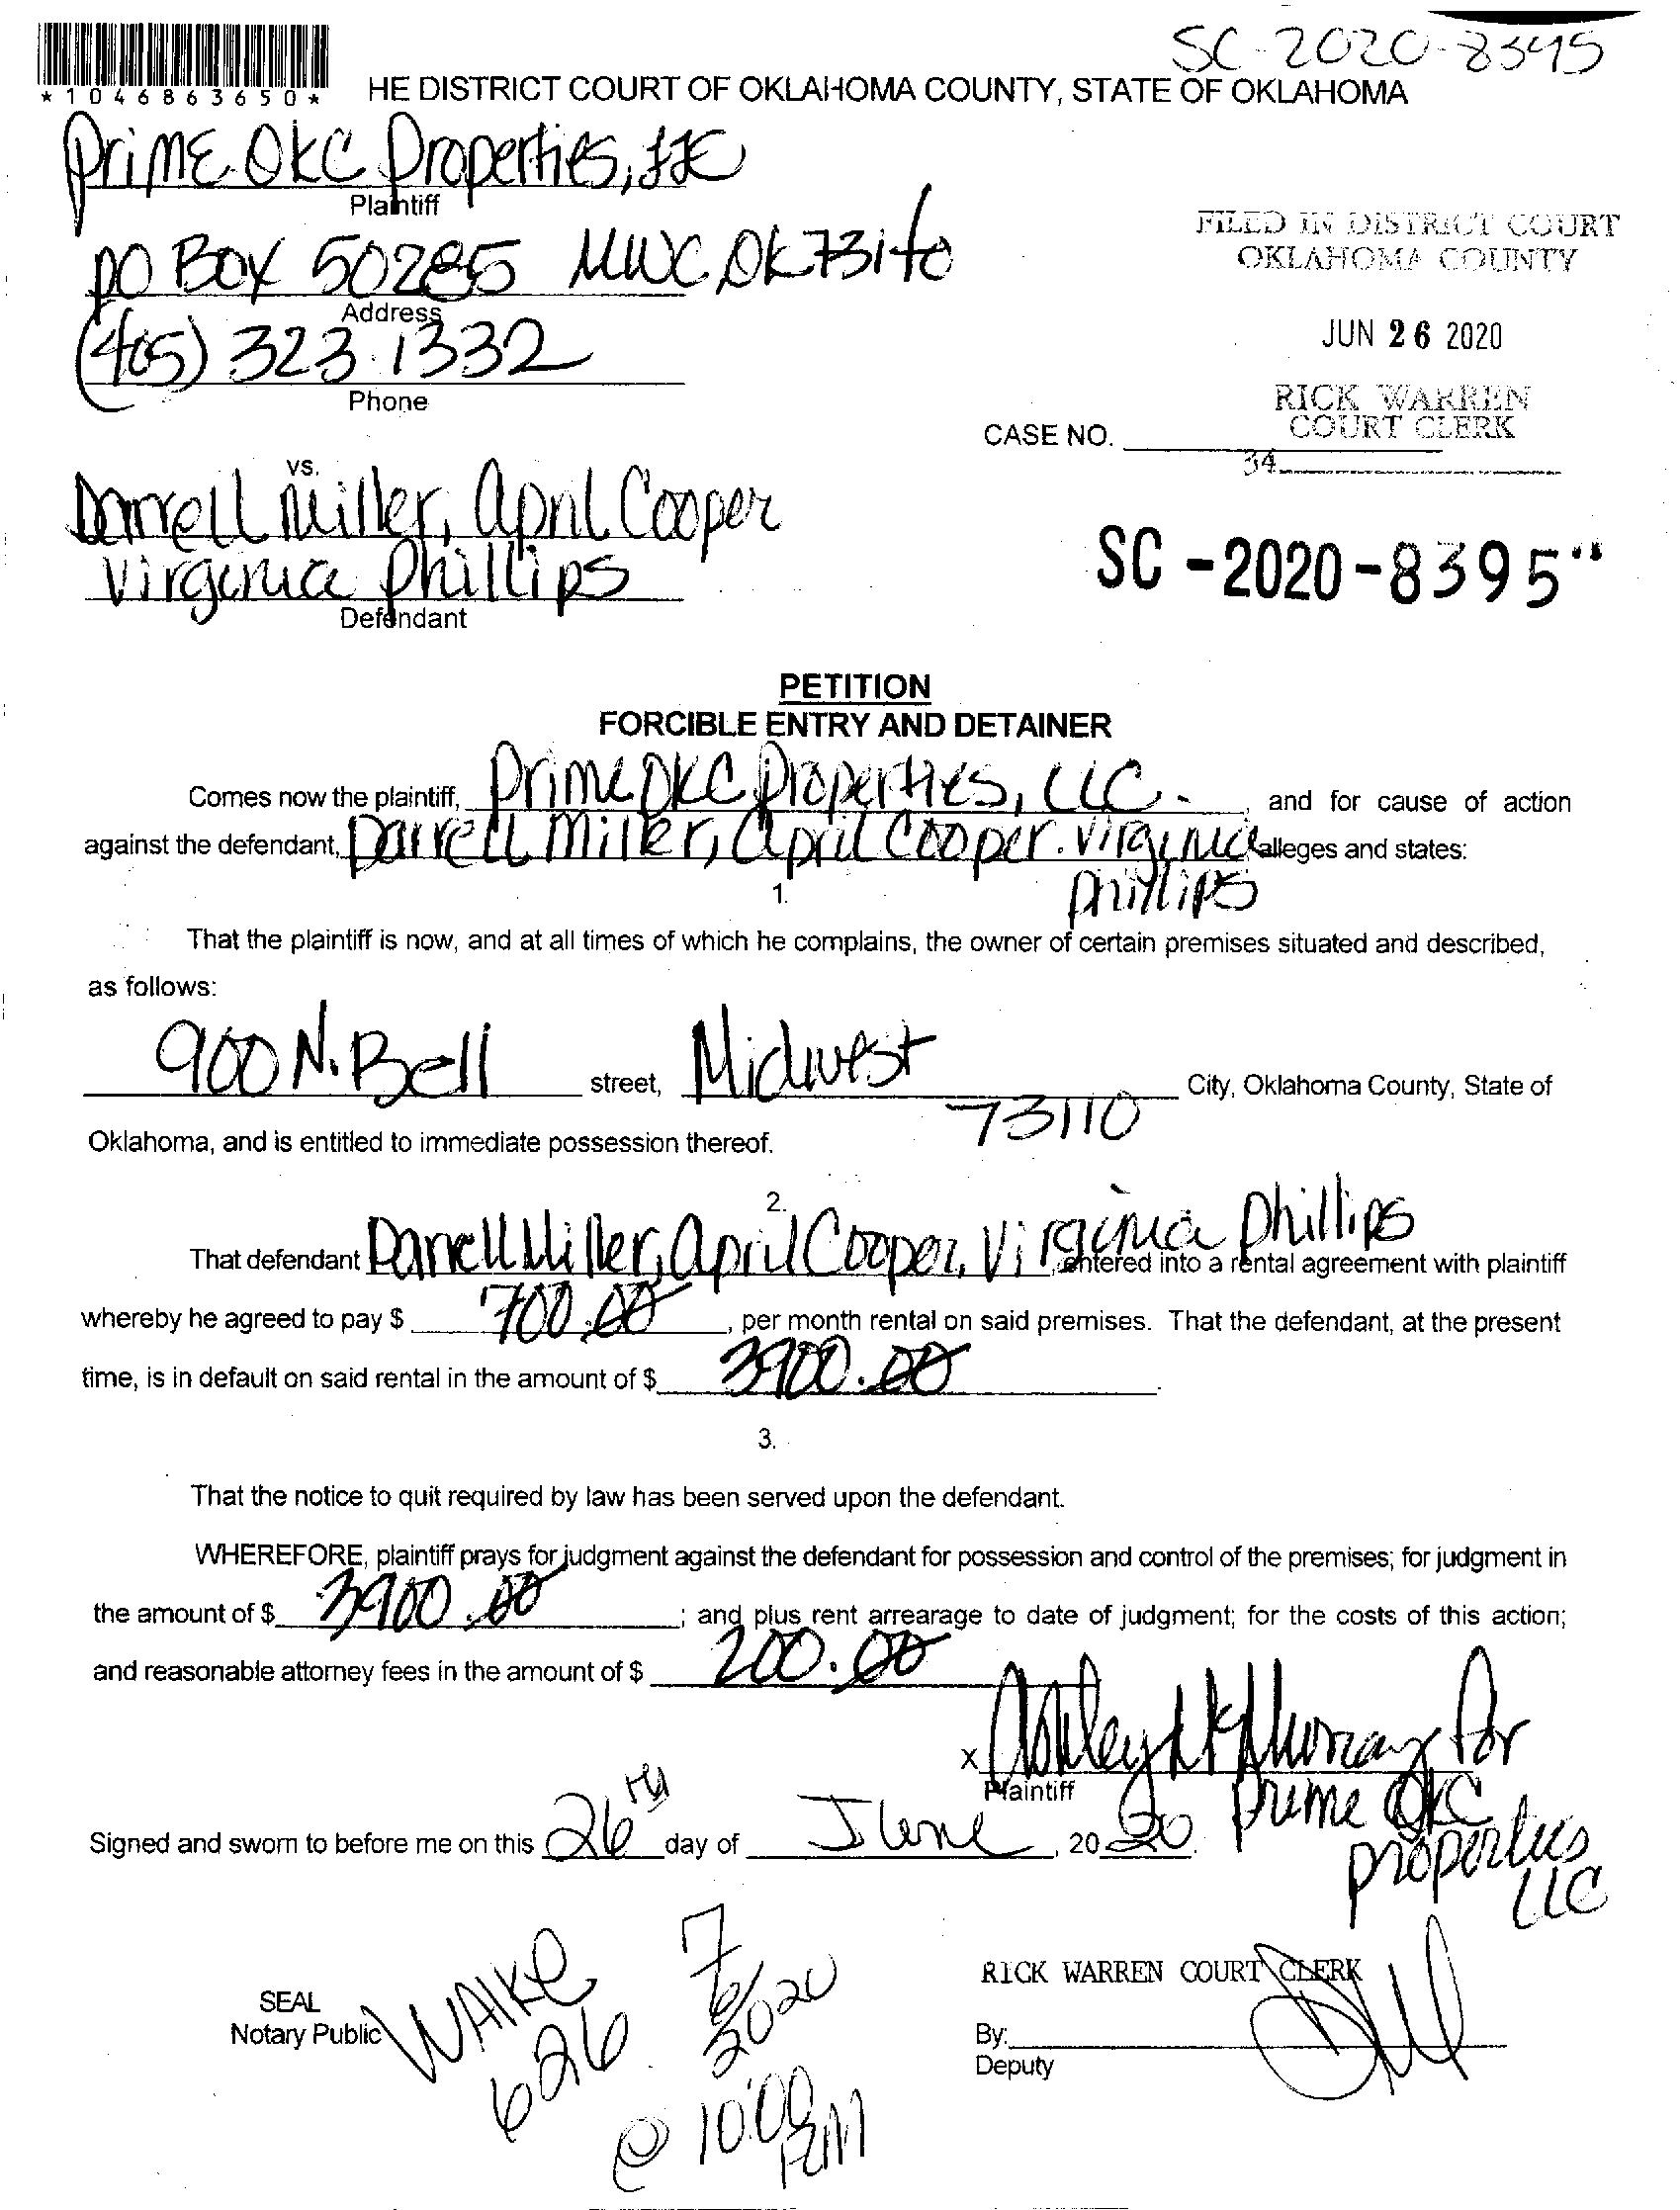 SC-2020-8395
*1046863650*
HE DISTRICT COURT OF OKLAHOMA COUNTY, STATE OF OKLAHOMA
Prime OKC Properties, LLC
Plaintiff
PO Box 50285 MWC OK 73140
Address
(405) 323 1332
Phone
FILED IN DISTRICT COURT
OKLAHOMA COUNTY
JUN 26 2020
RICK WARREN
COURT CLERK
CASE NO.
34
vs.
Darrell Miller, April Cooper
Virginia Phillips
Defendant
SC-2020-8395
PETITION
FORCIBLE ENTRY AND DETAINER
Comes now the plaintiff, Prime OKC Properties, LLC. , and for cause of action
against the defendant, Darrell Miller, April Cooper. Virginia alleges and states:
Phillips
1.
That the plaintiff is now, and at all times of which he complains, the owner of certain premises situated and described,
as follows:
900 N. Bell street, Midwest City, Oklahoma County, State of
73110
Oklahoma, and is entitled to immediate possession thereof.
2.
That defendant Darrell Miller, April Cooper, Virginia Phillips, entered into a rental agreement with plaintiff
whereby he agreed to pay $ 700.00, per month rental on said premises. That the defendant, at the present
time, is in default on said rental in the amount of $ 3900.00.
3.
That the notice to quit required by law has been served upon the defendant.
WHEREFORE, plaintiff prays for judgment against the defendant for possession and control of the premises; for judgment in
the amount of $ 3900.00; and plus rent arrearage to date of judgment; for the costs of this action;
and reasonable attorney fees in the amount of $ 200.00
x Ashley for
Plaintiff Prime OKC
Properties
LLC
Signed and sworn to before me on this 26th day of June, 2020.
SEAL
Notary Public
WAIKE
626
7/6/2020
@ 10:00 AM
RICK WARREN COURT CLERK
By:
Deputy